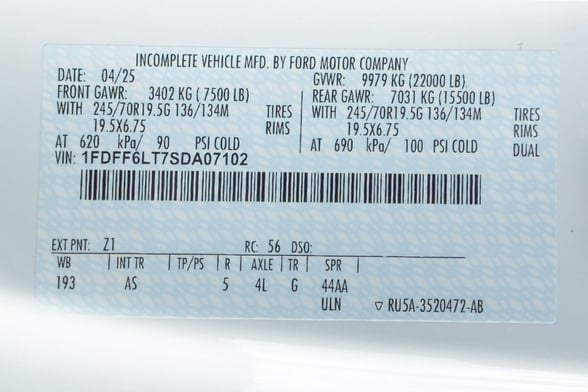 INCOMPLETE VEHICLE MFD. BY FORD MOTOR COMPANY
DATE: 04/25 GVWR: 9979 KG (22000 LB)
FRONT GAWR: 3402 KG ( 7500 LB) REAR GAWR: 7031 KG (15500 LB)
WITH 245/70R19.5G 136/134M TIRES WITH 245/70R19.5G 136/134M TIRES
19.5X6.75 RIMS 19.5X6.75 RIMS
AT 620 kPa/ 90 PSI COLD AT 690 kPa/ 100 PSI COLD DUAL
VIN: 1FDFF6LT7SDA07102
EXT PNT: Z1 RC: 56 DSO:
WB INT TR TP/PS R AXLE TR SPR
193 AS 5 4L G 44AA
ULN ▽ RU5A-3520472-AB